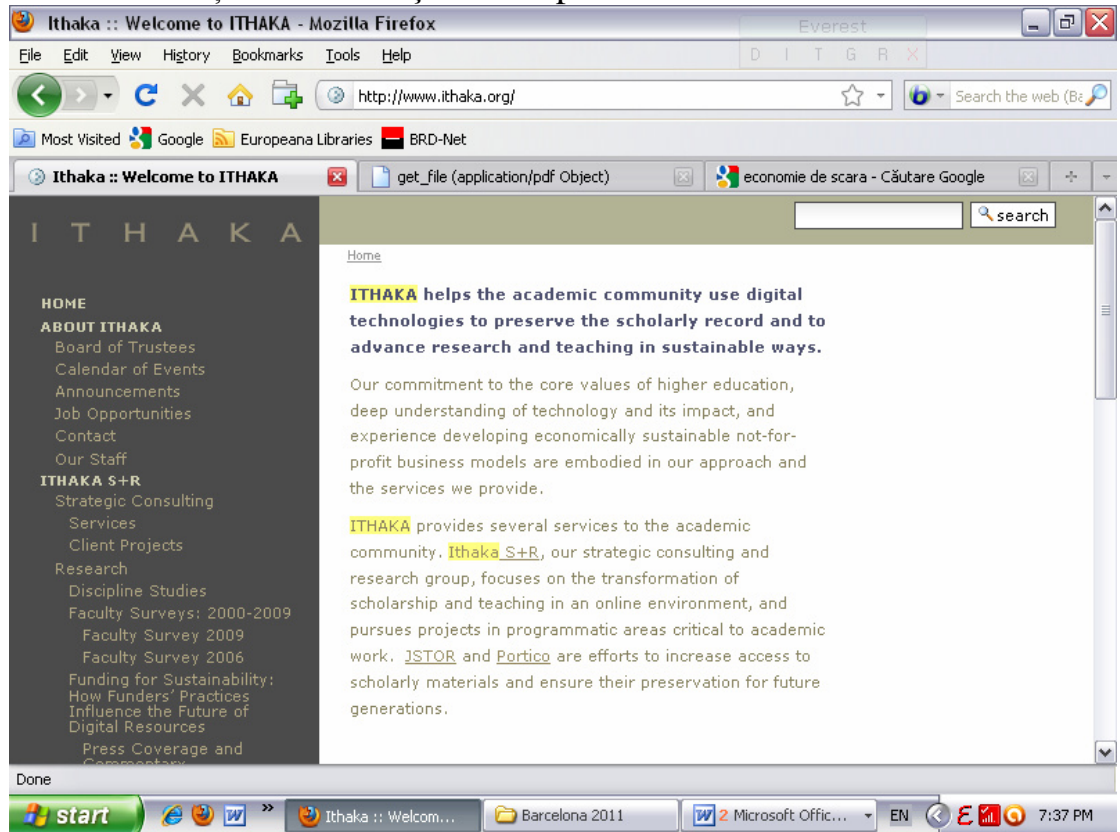 Ithaka :: Welcome to ITHAKA - Mozilla Firefox
Everest
File Edit View History Bookmarks Tools Help
D I T G R X
http://www.ithaka.org/
Search the web (Ba
Most Visited Google Europeana Libraries BRD-Net
Ithaka :: Welcome to ITHAKA
get_file (application/pdf Object)
economie de scara - Căutare Google
ITHAKA
search
Home
HOME
ABOUT ITHAKA
Board of Trustees
Calendar of Events
Announcements
Job Opportunities
Contact
Our Staff
ITHAKA S+R
Strategic Consulting
Services
Client Projects
Research
Discipline Studies
Faculty Surveys: 2000-2009
Faculty Survey 2009
Faculty Survey 2006
Funding for Sustainability:
How Funders' Practices
Influence the Future of
Digital Resources
Press Coverage and
Commentary
ITHAKA helps the academic community use digital
technologies to preserve the scholarly record and to
advance research and teaching in sustainable ways.
Our commitment to the core values of higher education,
deep understanding of technology and its impact, and
experience developing economically sustainable not-for-
profit business models are embodied in our approach and
the services we provide.
ITHAKA provides several services to the academic
community. Ithaka S+R, our strategic consulting and
research group, focuses on the transformation of
scholarship and teaching in an online environment, and
pursues projects in programmatic areas critical to academic
work. JSTOR and Portico are efforts to increase access to
scholarly materials and ensure their preservation for future
generations.
Done
start
Ithaka :: Welcom...
Barcelona 2011
2 Microsoft Offic...
EN
7:37 PM